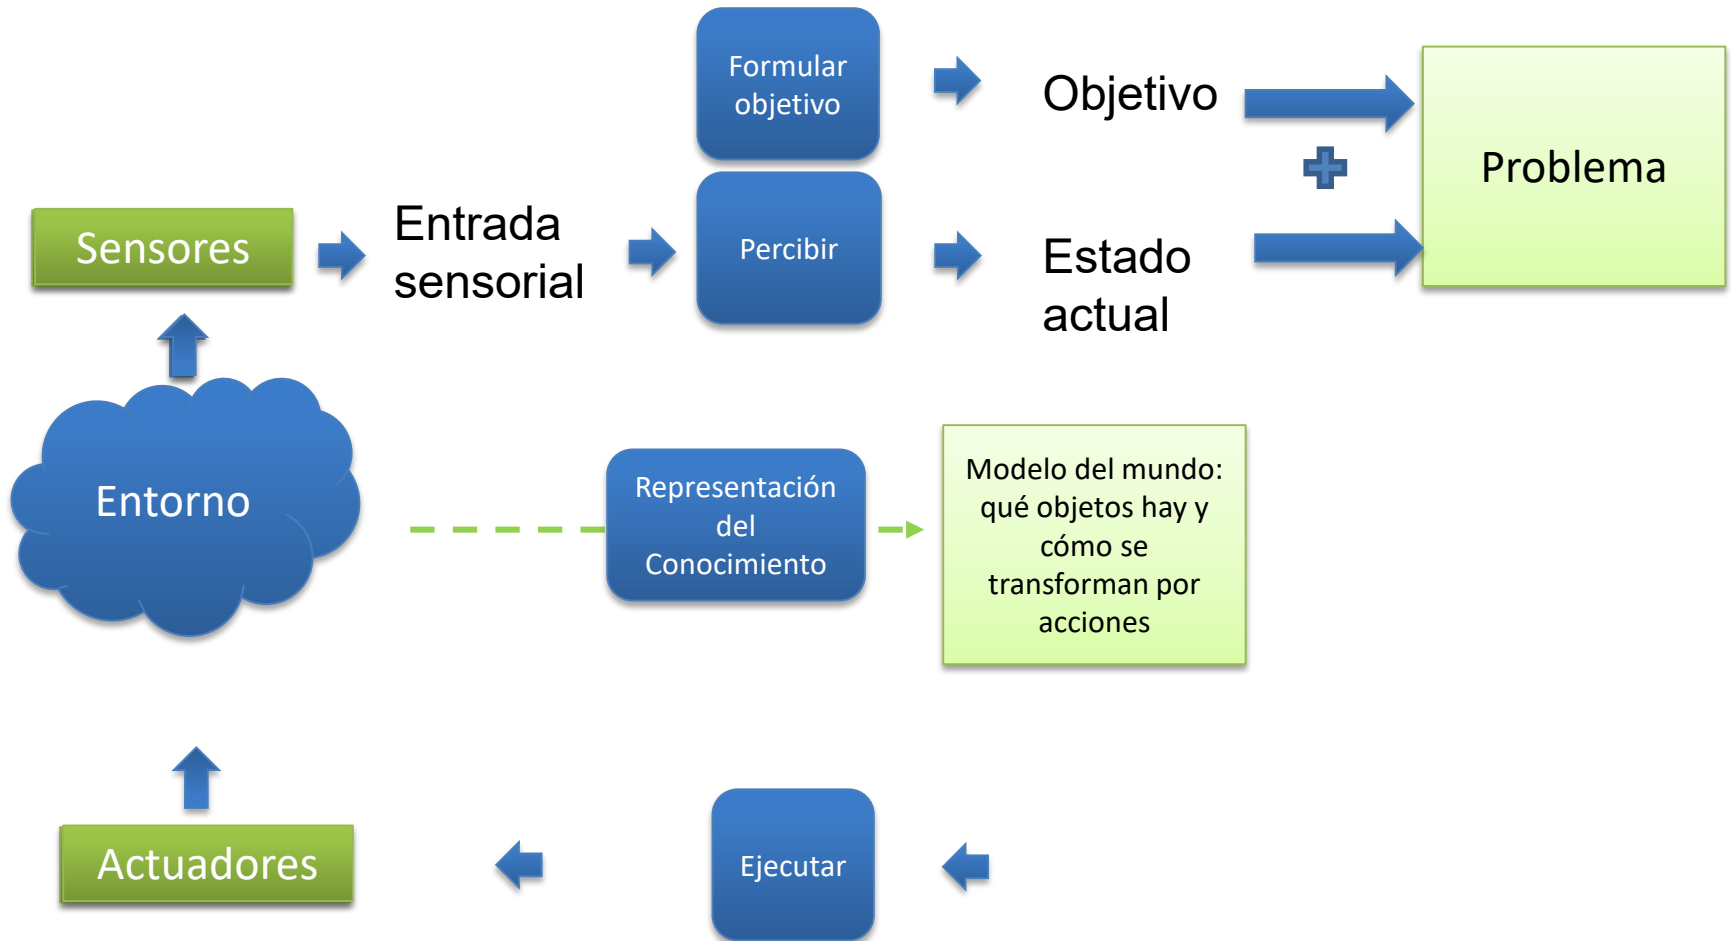 Formular
objetivo
Objetivo
Problema
Sensores
Entrada
sensorial
Percibir
Estado
actual
Entorno
Representación
del
Conocimiento
Modelo del mundo:
qué objetos hay y
cómo se
transforman por
acciones
Actuadores
Ejecutar